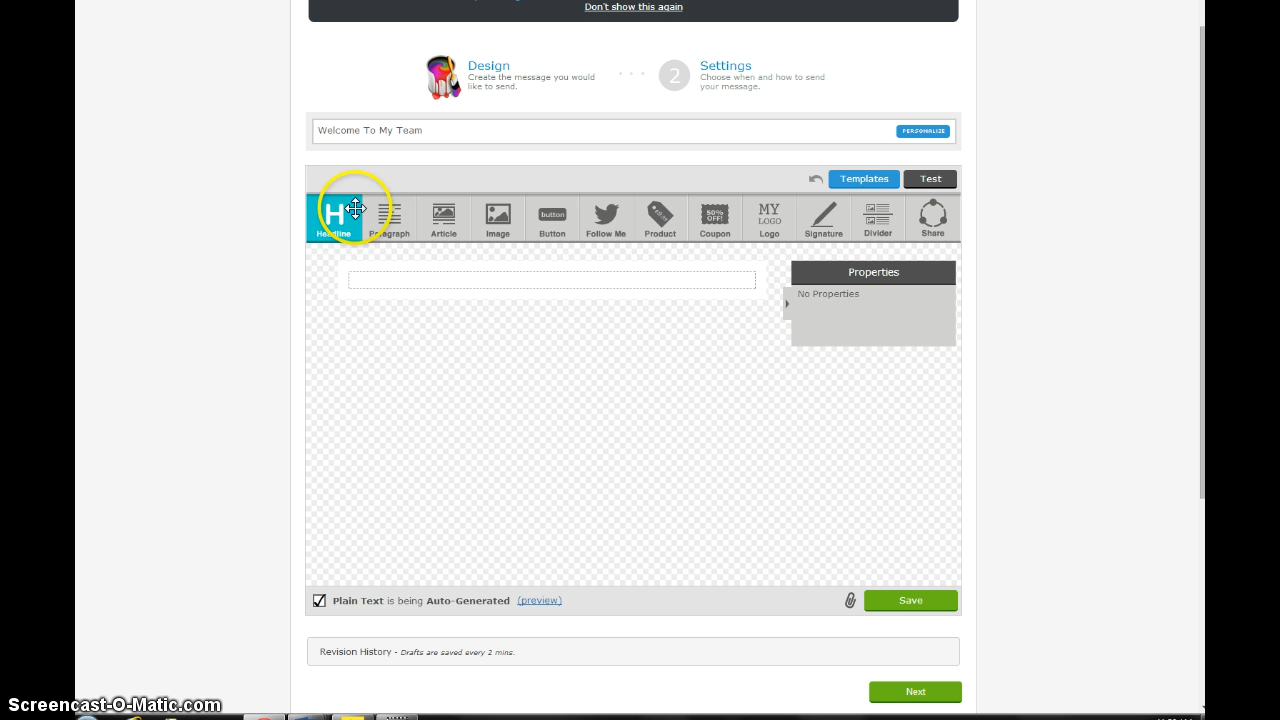 Don't show this again
Design
Create the message you would
like to send.
2
Settings
Choose when and how to send
your message.
Welcome To My Team
PERSONALIZE
Templates
Test
H
Headline
Paragraph
Article
Image
button
Button
Follow Me
$9.99
Product
50%
OFF!
Coupon
MY
LOGO
Logo
Signature
Divider
Share
Properties
No Properties
Plain Text is being Auto-Generated (preview)
Save
Revision History - Drafts are saved every 2 mins.
Next
Screencast-O-Matic.com